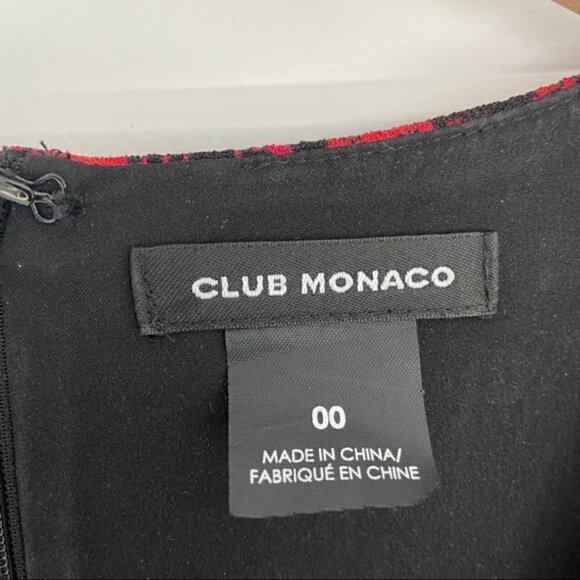 CLUB MONACO
00
MADE IN CHINA/
FABRIQUÉ EN CHINE